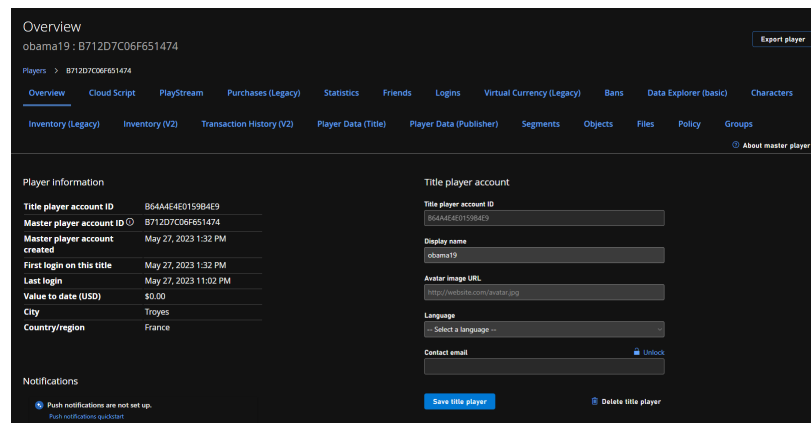 Overview
obama19 : B712D7C06F651474
Export player
Players > B712D7C06F651474
Overview Cloud Script PlayStream Purchases (Legacy) Statistics Friends Logins Virtual Currency (Legacy) Bans Data Explorer (basic) Characters
Inventory (Legacy) Inventory (V2) Transaction History (V2) Player Data (Title) Player Data (Publisher) Segments Objects Files Policy Groups
About master player
Player information
Title player account ID B64A4E4E0159B4E9
Master player account ID B712D7C06F651474
Master player account created May 27, 2023 1:32 PM
First login on this title May 27, 2023 1:32 PM
Last login May 27, 2023 11:02 PM
Value to date (USD) $0.00
City Troyes
Country/region France
Notifications
Push notifications are not set up.
Push notifications quickstart
Title player account
Title player account ID
B64A4E4E0159B4E9
Display name
obama19
Avatar image URL
http://website.com/avatar.jpg
Language
-- Select a language --
Contact email Unlock
Save title player Delete title player